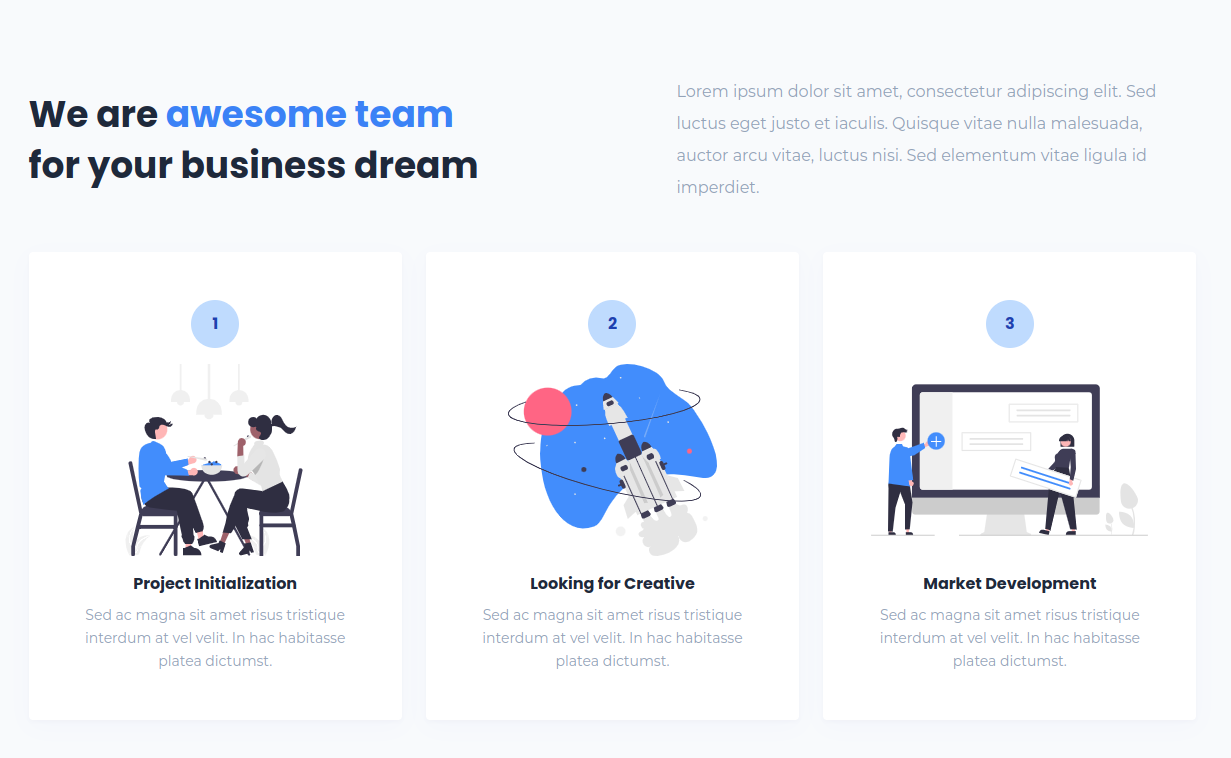 We are awesome team
for your business dream
Lorem ipsum dolor sit amet, consectetur adipiscing elit. Sed
luctus eget justo et iaculis. Quisque vitae nulla malesuada,
auctor arcu vitae, luctus nisi. Sed elementum vitae ligula id
imperdiet.
1
Project Initialization
Sed ac magna sit amet risus tristique
interdum at vel velit. In hac habitasse
platea dictumst.
2
Looking for Creative
Sed ac magna sit amet risus tristique
interdum at vel velit. In hac habitasse
platea dictumst.
3
Market Development
Sed ac magna sit amet risus tristique
interdum at vel velit. In hac habitasse
platea dictumst.